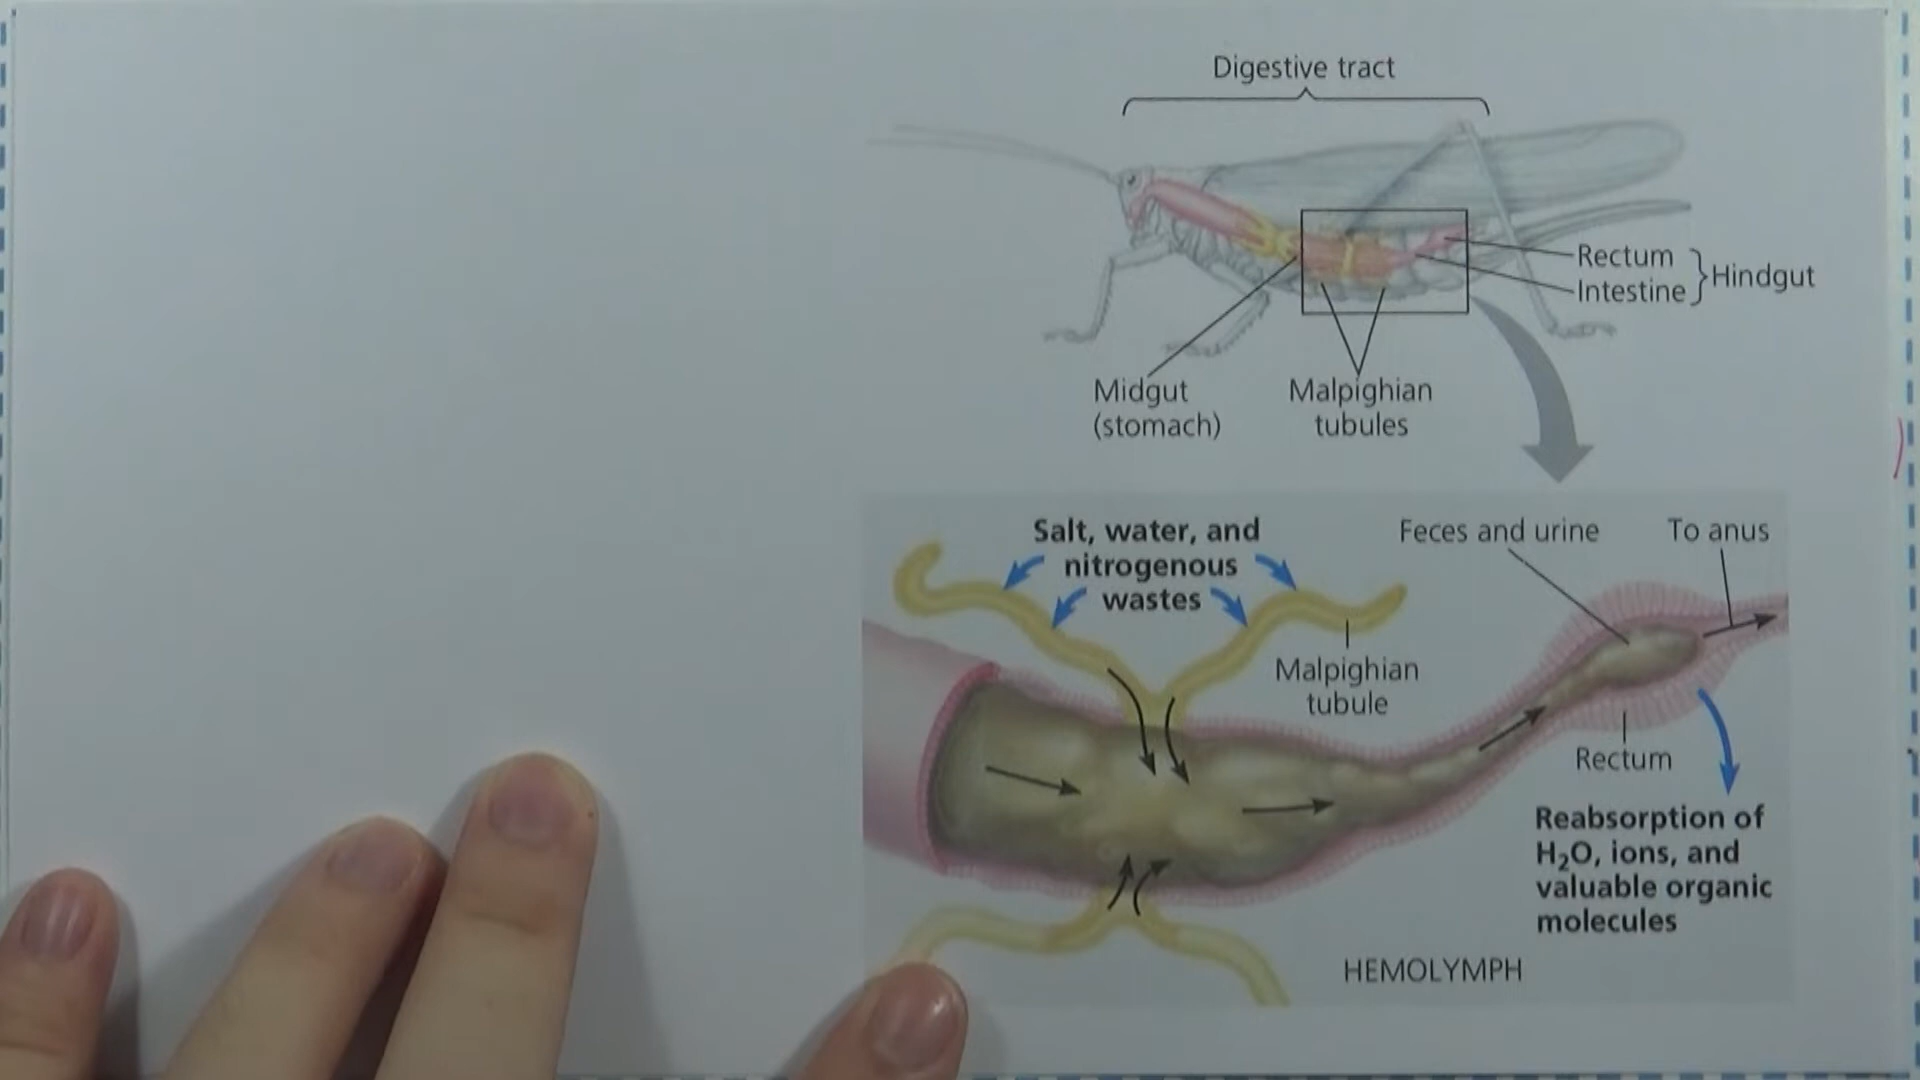 Digestive tract
Rectum
Intestine
Hindgut
Midgut
(stomach)
Malpighian
tubules
Salt, water, and
nitrogenous
wastes
Feces and urine
To anus
Malpighian
tubule
Rectum
Reabsorption of
H₂O, ions, and
valuable organic
molecules
HEMOLYMPH